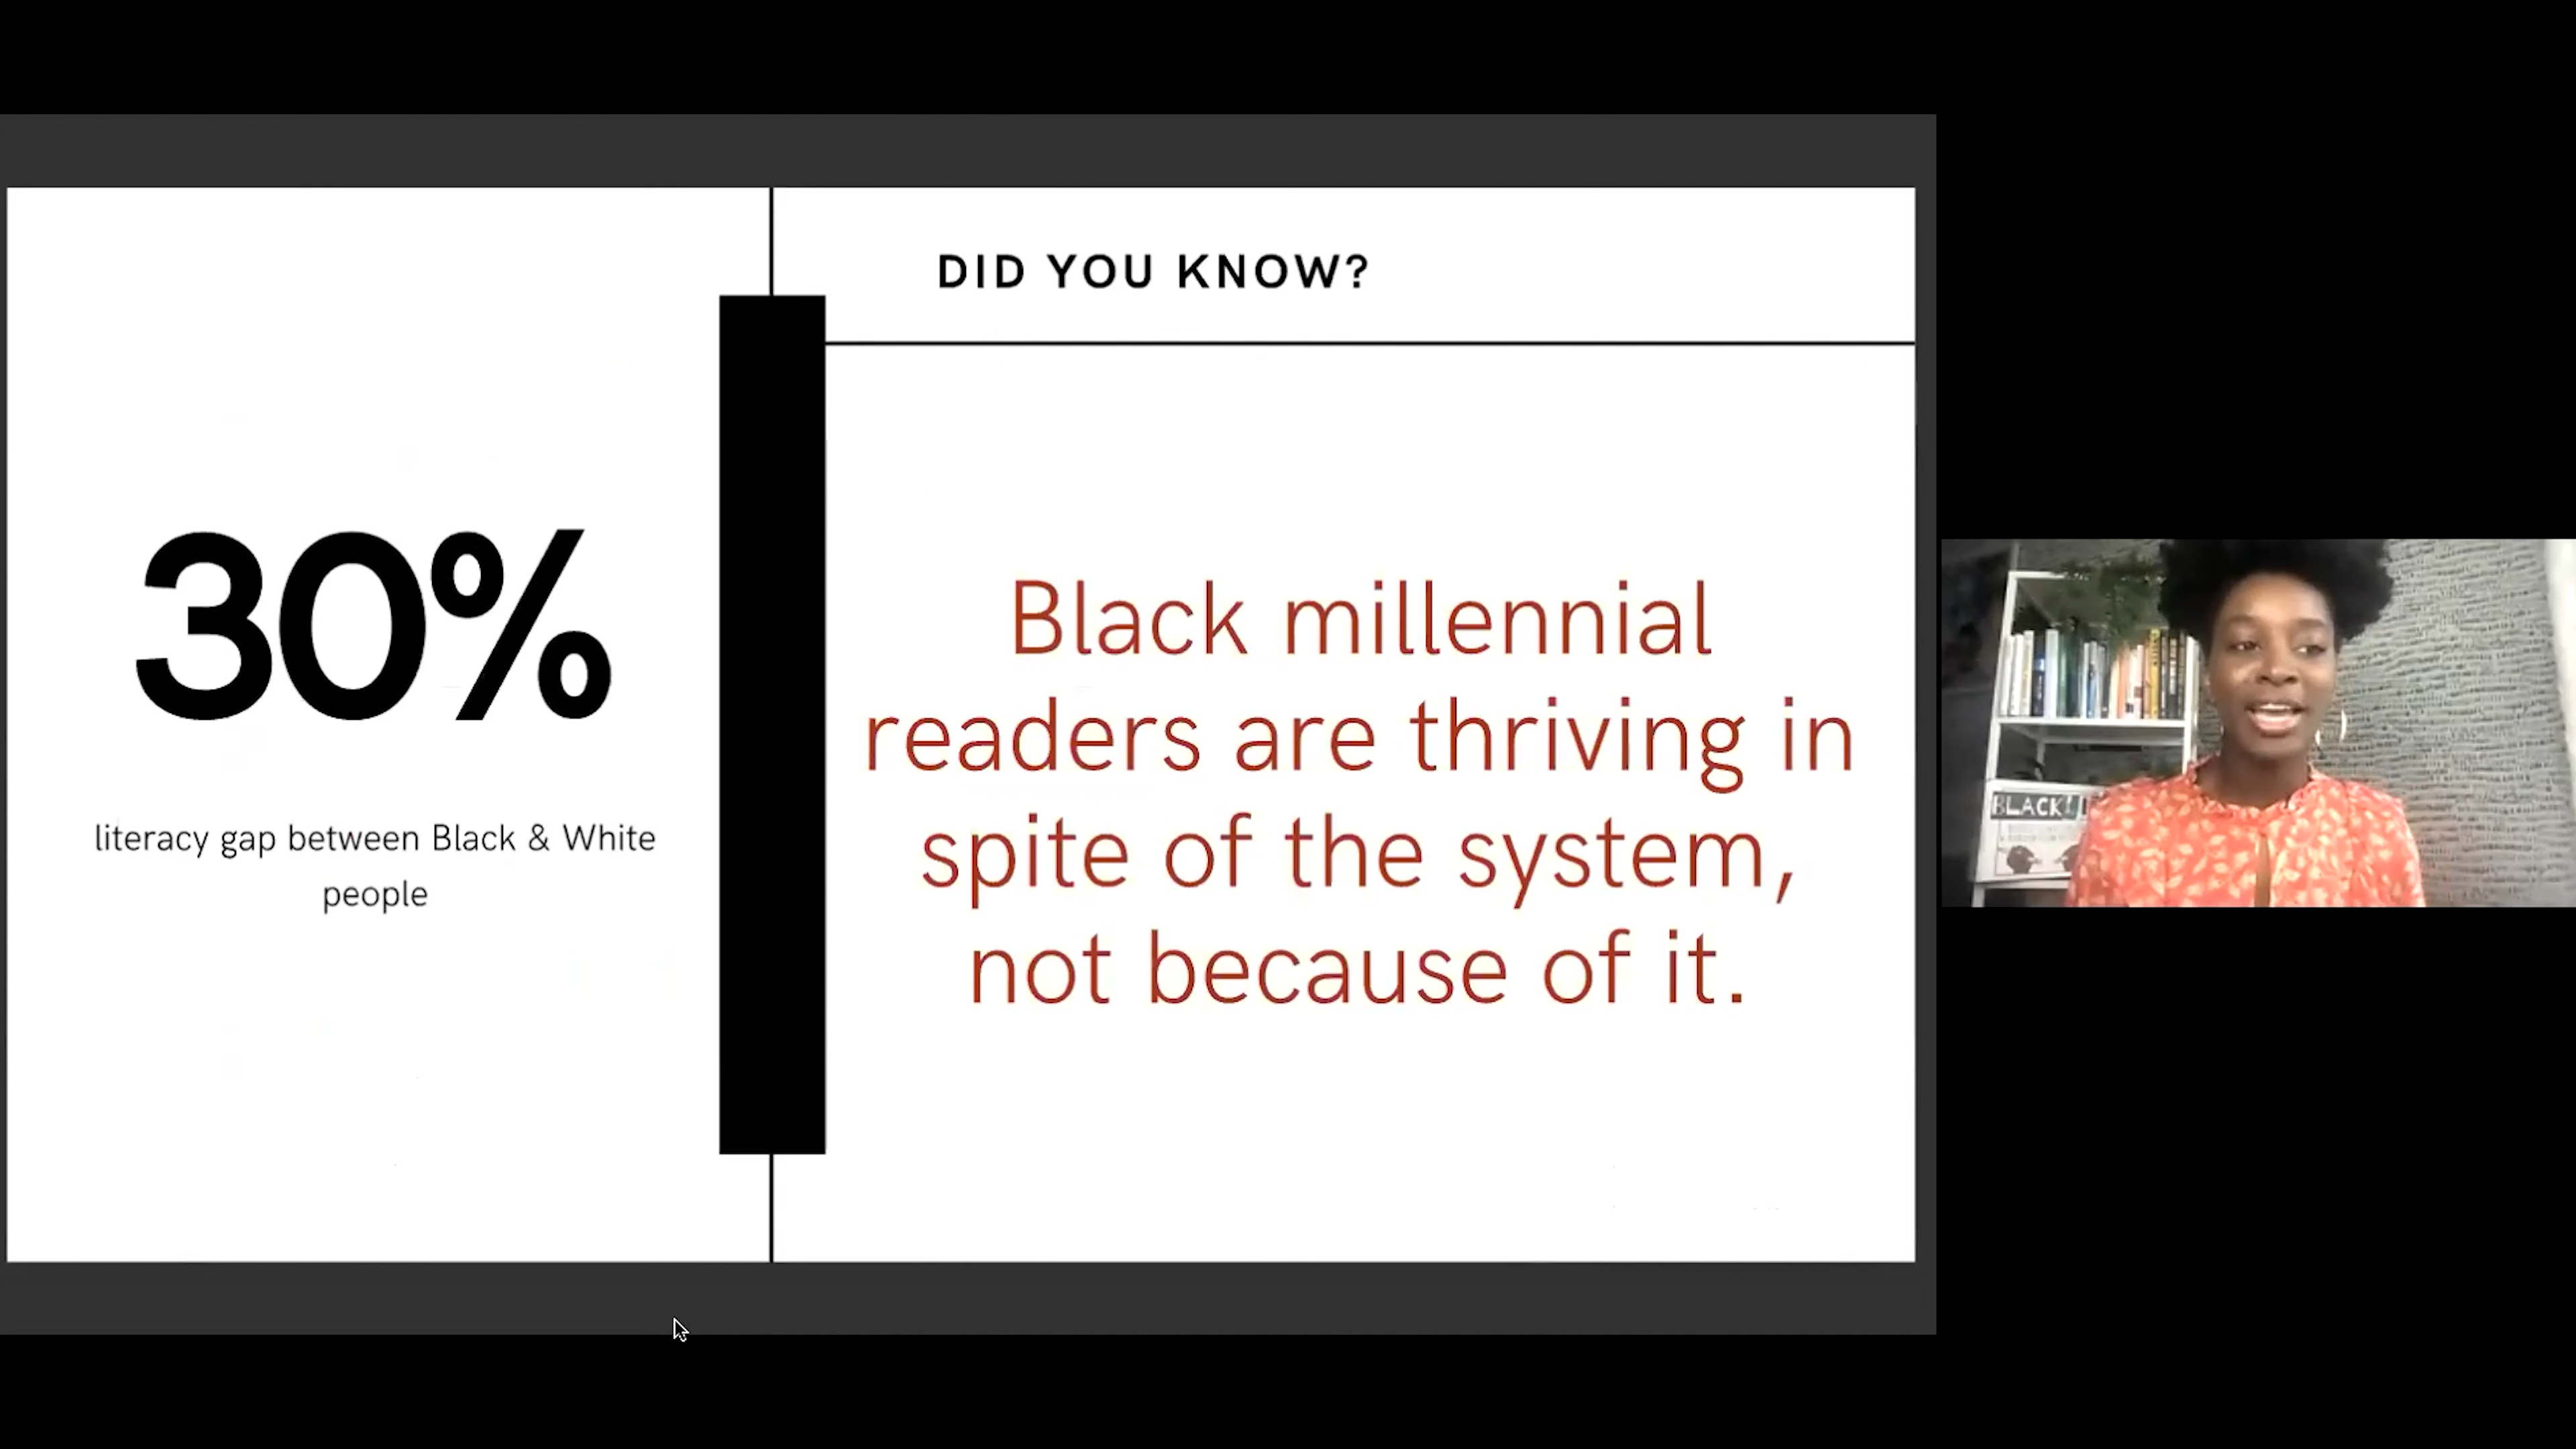 30%
literacy gap between Black & White
people
DID YOU KNOW?
Black millennial
readers are thriving in
spite of the system,
not because of it.
BLACK